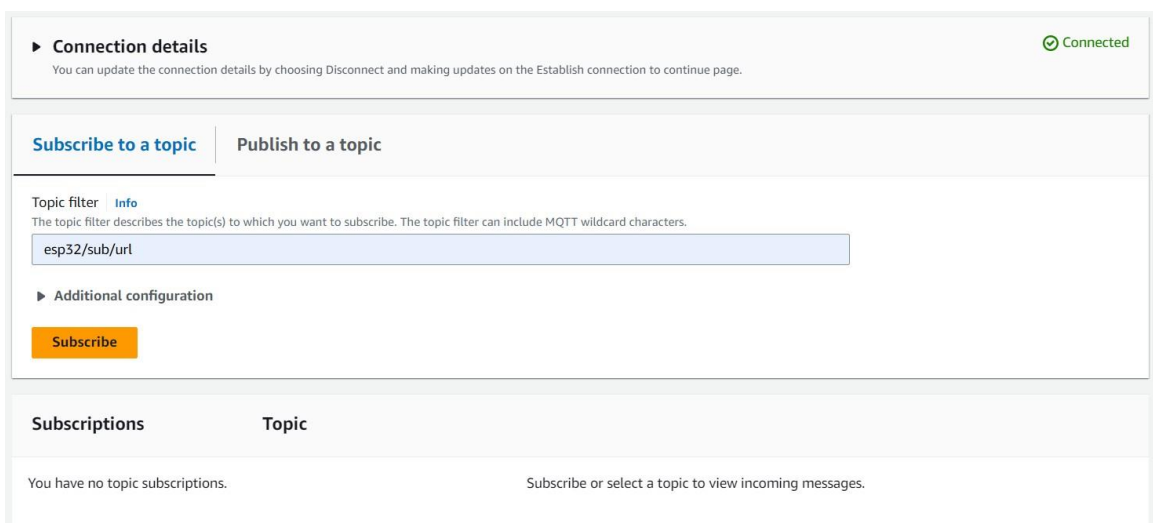 Connection details
Connected
You can update the connection details by choosing Disconnect and making updates on the Establish connection to continue page.
Subscribe to a topic
Publish to a topic
Topic filter Info
The topic filter describes the topic(s) to which you want to subscribe. The topic filter can include MQTT wildcard characters.
esp32/sub/url
Additional configuration
Subscribe
Subscriptions
Topic
You have no topic subscriptions.
Subscribe or select a topic to view incoming messages.